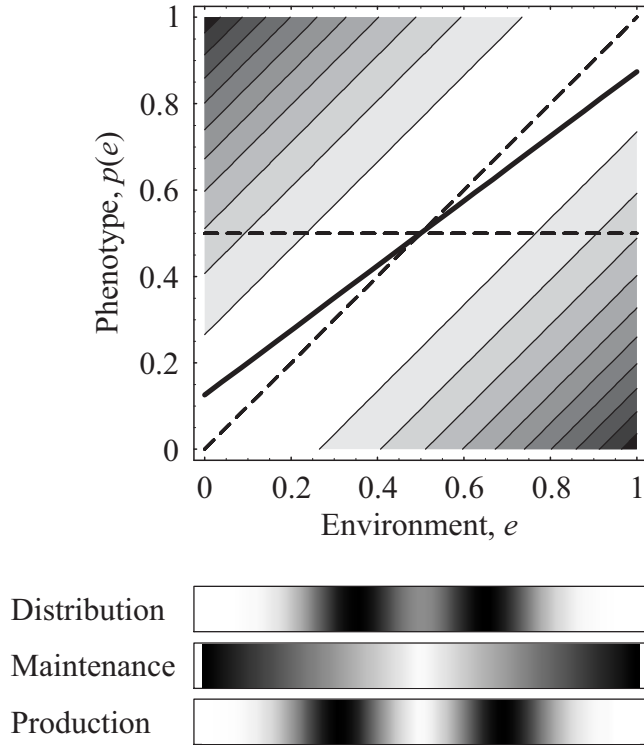 1
0.8
0.6
0.4
0.2
0
Phenotype, p(e)
0 0.2 0.4 0.6 0.8 1
Environment, e
Distribution
Maintenance
Production